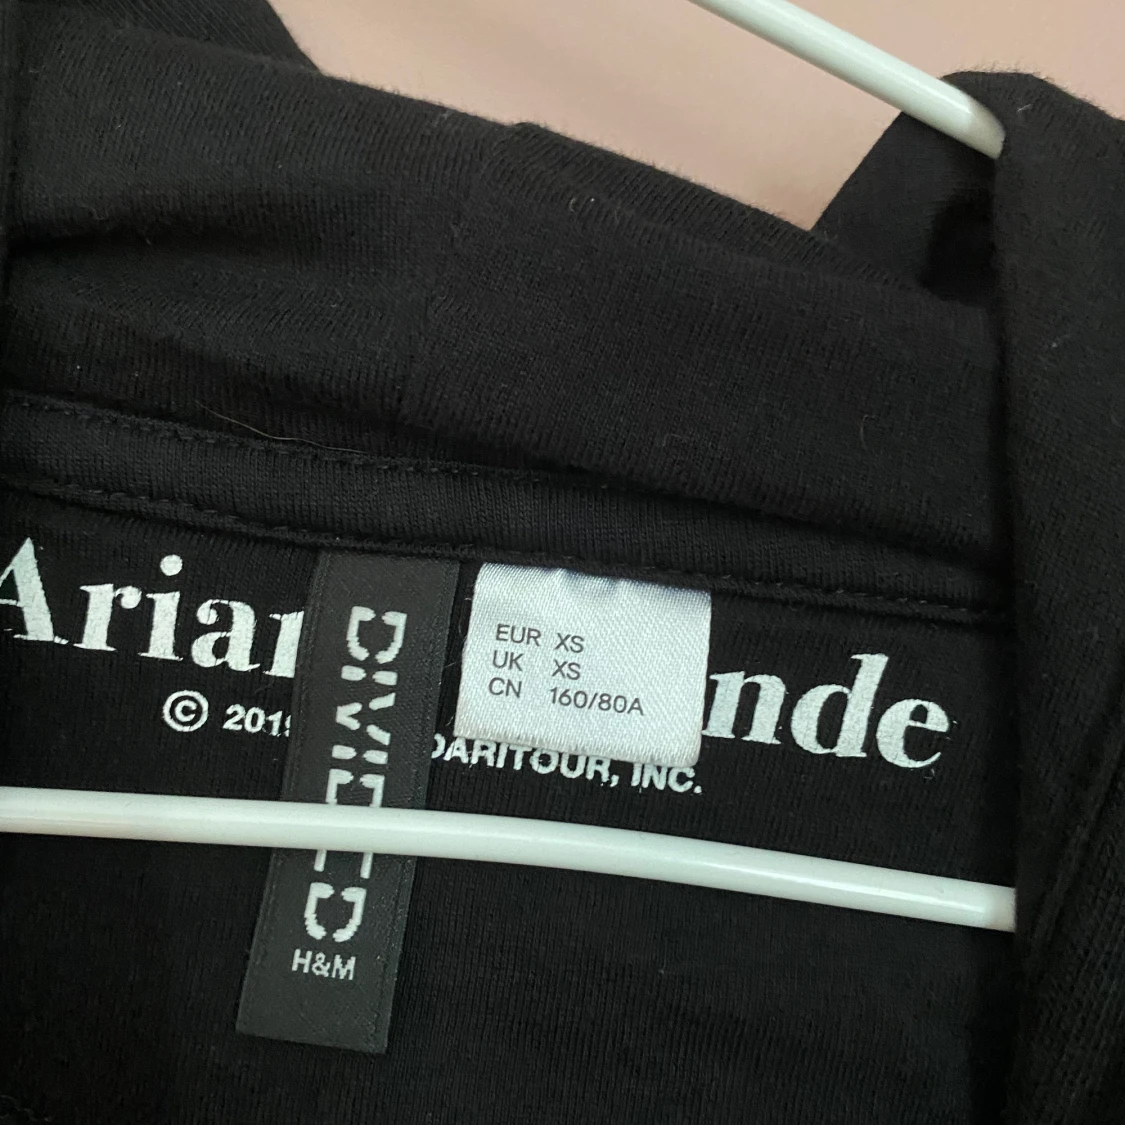 Arian nde
© 201 DARITOUR, INC.
DIVIDED
H&M
EUR XS
UK XS
CN 160/80A